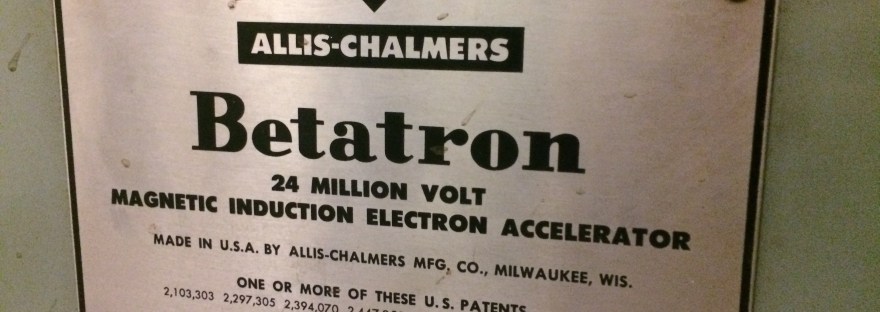 ALLIS-CHALMERS
Betatron
24 MILLION VOLT
MAGNETIC INDUCTION ELECTRON ACCELERATOR
MADE IN U.S.A. BY ALLIS-CHALMERS MFG, CO., MILWAUKEE, WIS.
ONE OR MORE OF THESE U.S. PATENTS
2,103,303 2,297,305 2,394,070